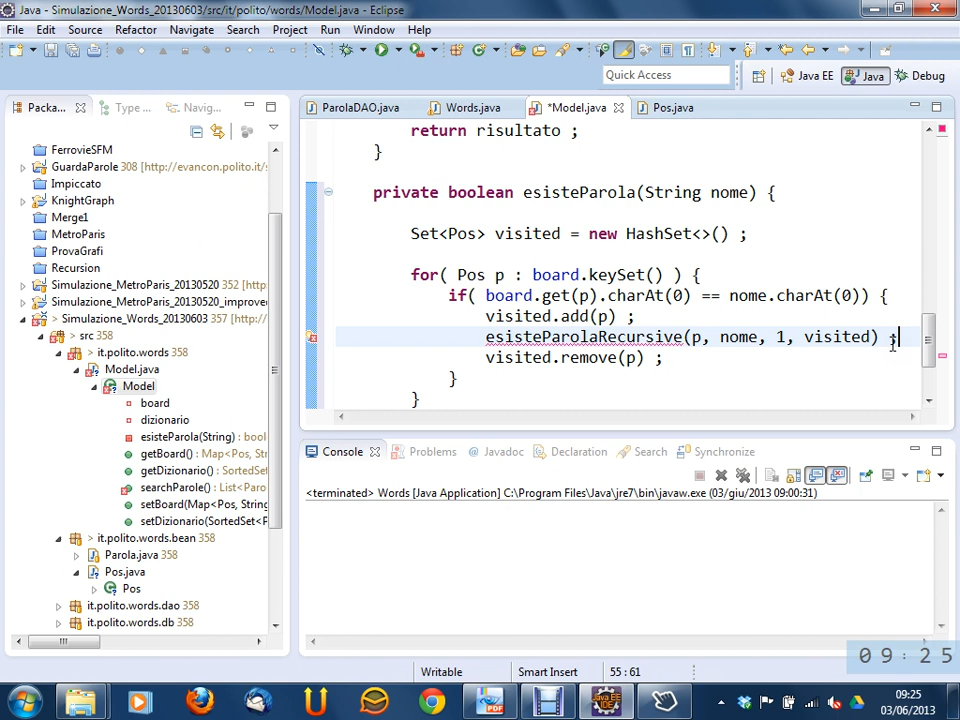 Java - Simulazione_Words_20130603/src/it/polito/words/Model.java - Eclipse
File Edit Source Refactor Navigate Search Project Run Window Help
Quick Access
Java EE
Java
Debug
Packa...
Type ...
Navig...
ParolaDAO.java
Words.java
*Model.java
Pos.java
FerrovieSFM
GuardaParole 308 [http://evancon.polito.it/s
Impiccato
KnightGraph
Merge1
MetroParis
ProvaGrafi
Recursion
Simulazione_MetroParis_20130520 352 [http:
Simulazione_MetroParis_20130520_improve
> Simulazione_Words_20130603 357 [http:/
> src 358
> it.polito.words 358
Model.java
Model
board
dizionario
esisteParola(String) : bool
getBoard() : Map<Pos, St
getDizionario() : SortedSet
searchParole() : List<Paro
setBoard(Map<Pos, String
setDizionario(SortedSet<P
> it.polito.words.bean 358
Parola.java 358
Pos.java
Pos
it.polito.words.dao 358
it.polito.words.db 358
return risultato ;
}
private boolean esisteParola(String nome) {
Set<Pos> visited = new HashSet<>() ;
for( Pos p : board.keySet() ) {
if( board.get(p).charAt(0) == nome.charAt(0)) {
visited.add(p) ;
esisteParolaRecursive(p, nome, 1, visited) ;
visited.remove(p) ;
}
}
Console
Problems
Javadoc
Declaration
Search
Synchronize
<terminated> Words [Java Application] C:\Program Files\Java\jre7\bin\javaw.exe (03/giu/2013 09:00:31)
Writable
Smart Insert
55 : 61
09:25
09:25
03/06/2013